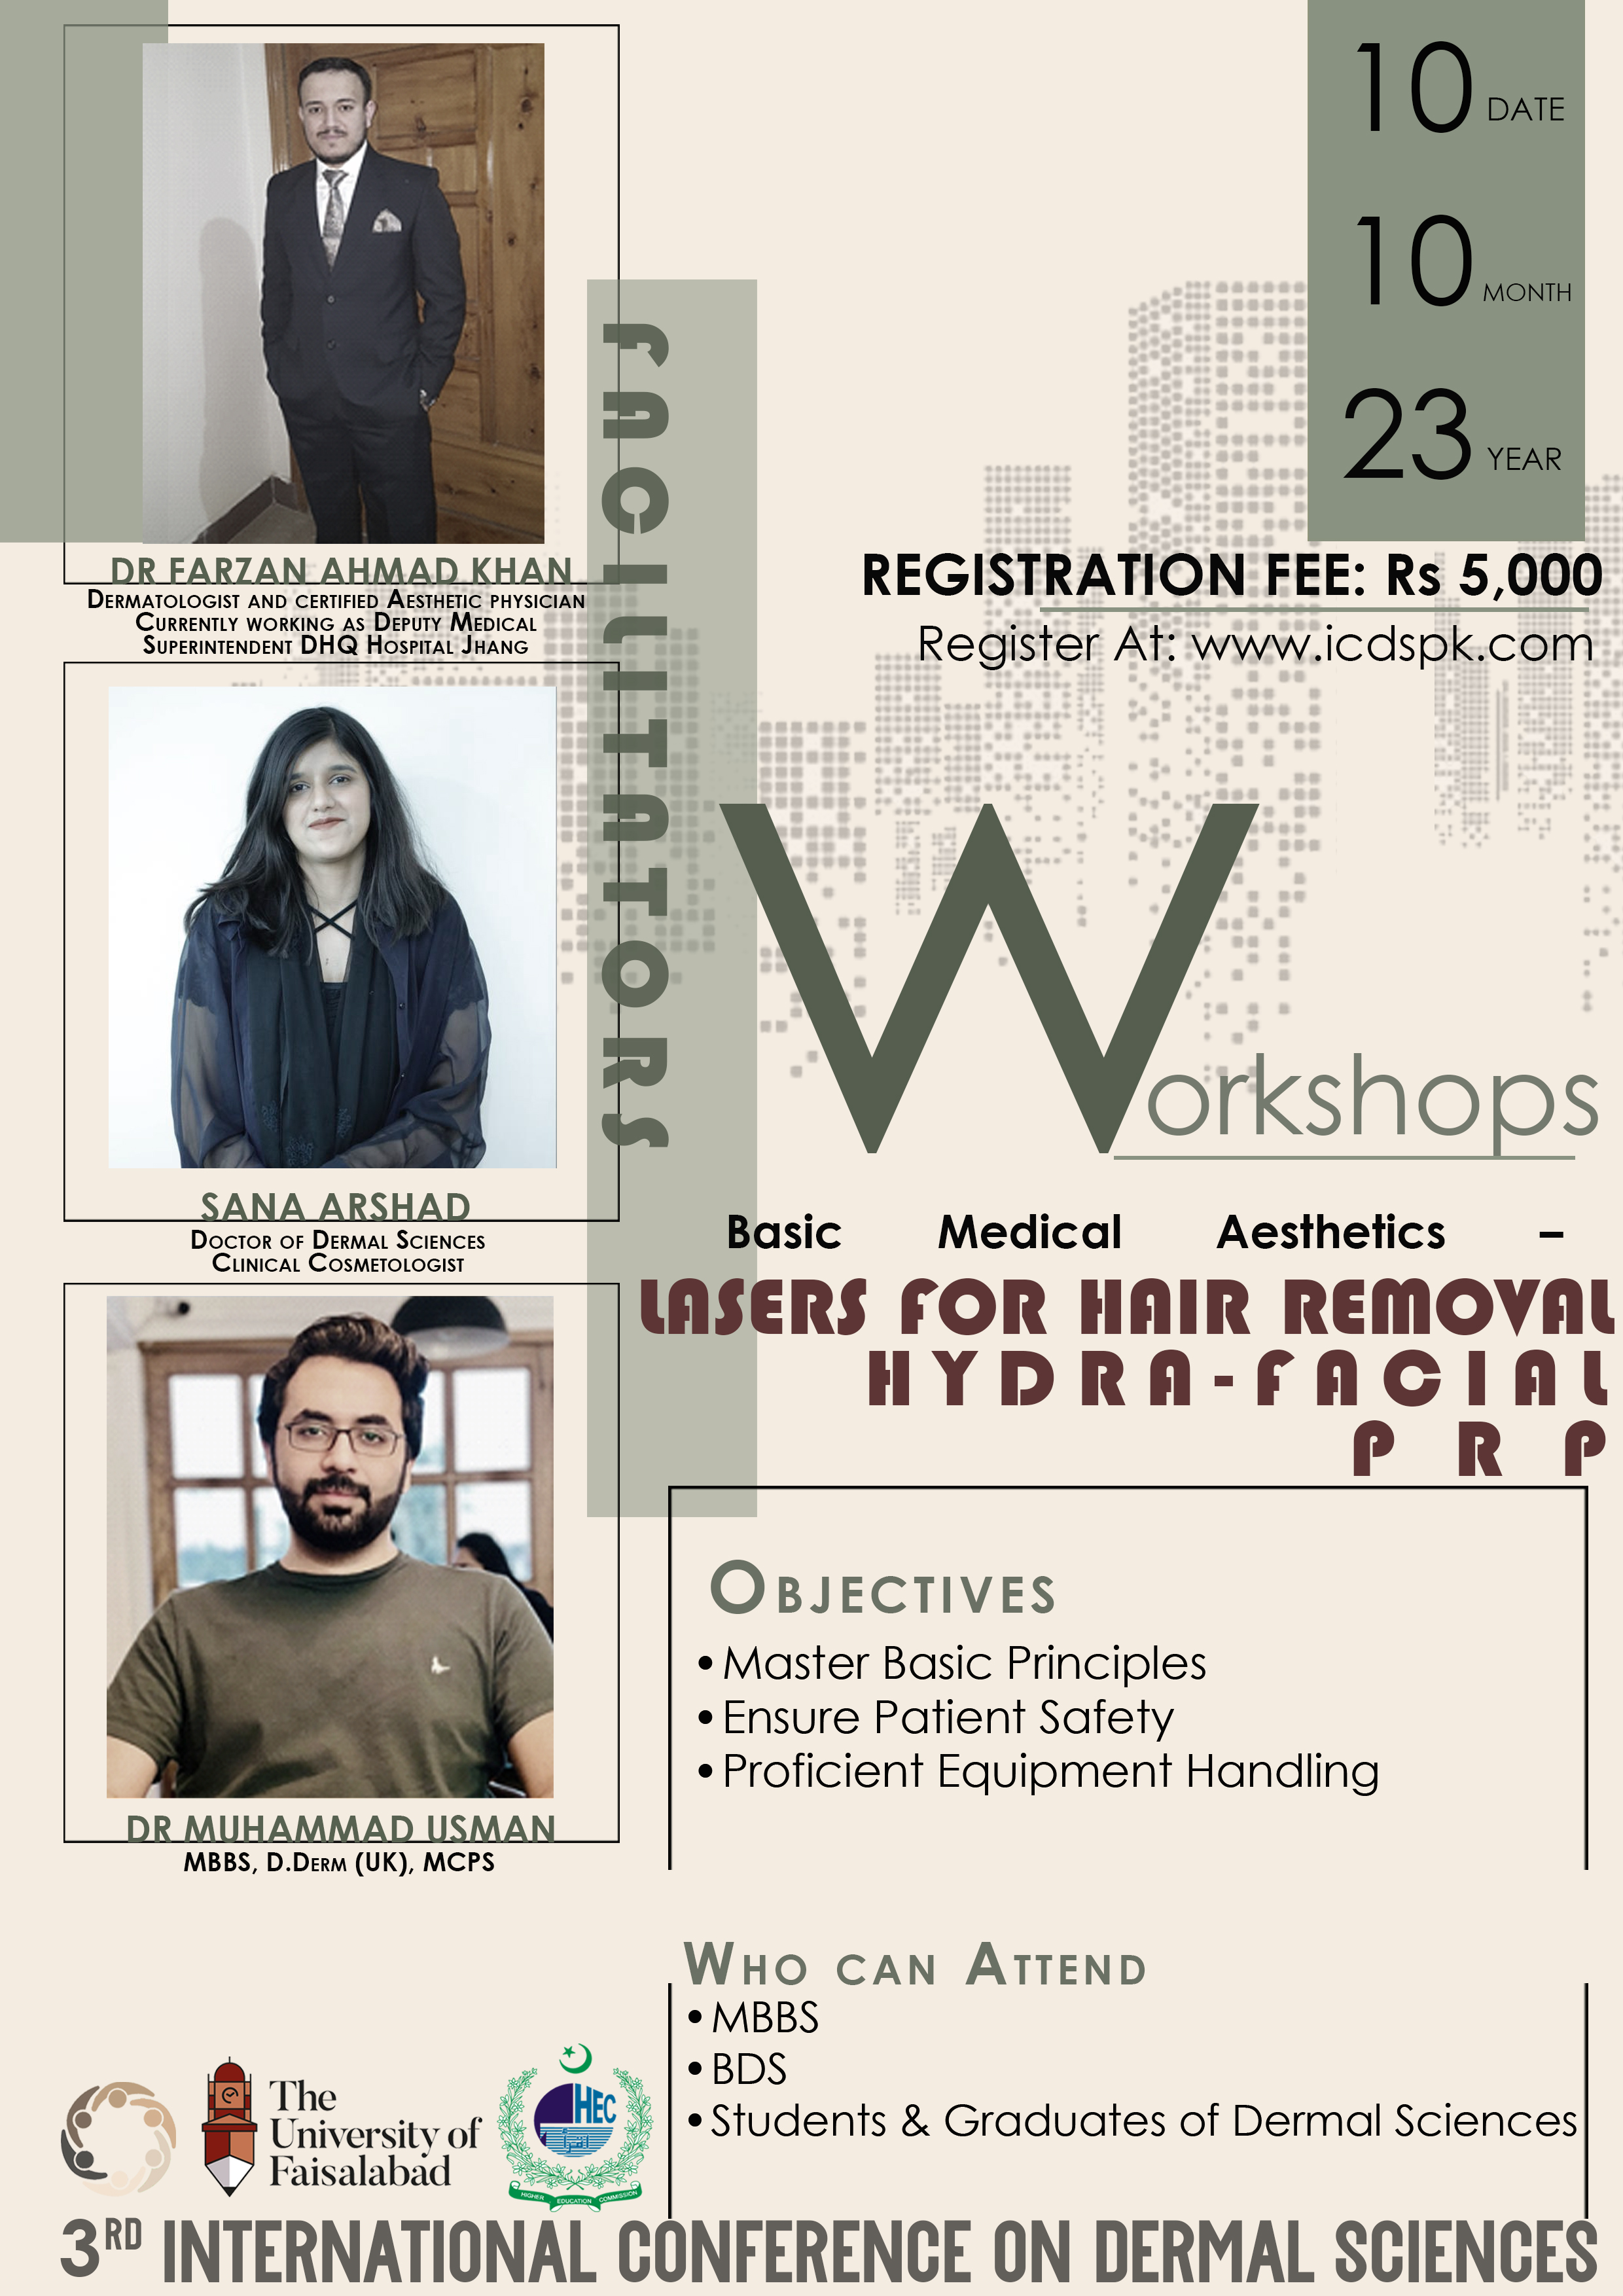 10 DATE
10 MONTH
23 YEAR
DR FARZAN AHMAD KHAN
DERMATOLOGIST AND CERTIFIED AESTHETIC PHYSICIAN
CURRENTLY WORKING AS DEPUTY MEDICAL
SUPERINTENDENT DHQ HOSPITAL JHANG
SANA ARSHAD
DOCTOR OF DERMAL SCIENCES
CLINICAL COSMETOLOGIST
DR MUHAMMAD USMAN
MBBS, D.DERM (UK), MCPS
FACILITATORS
REGISTRATION FEE: Rs 5,000
Register At: www.icdspk.com
Workshops
Basic Medical Aesthetics –
LASERS FOR HAIR REMOVAL
HYDRA-FACIAL
PRP
OBJECTIVES
•Master Basic Principles
•Ensure Patient Safety
•Proficient Equipment Handling
WHO CAN ATTEND
•MBBS
•BDS
•Students & Graduates of Dermal Sciences
The
University of
Faisalabad
HEC
اقرأ
HIGHER EDUCATION COMMISSION
3RD INTERNATIONAL CONFERENCE ON DERMAL SCIENCES